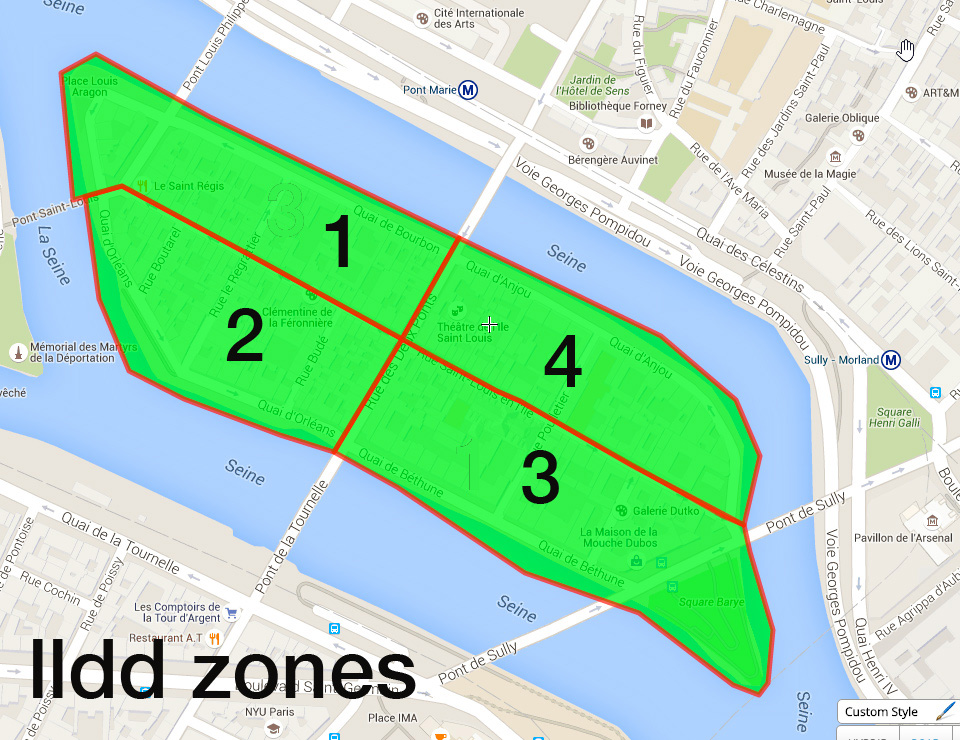 Seine
Cité Internationale
des Arts
Pont Louis Philippe
Rue Charlemagne
Place Louis
Aragon
Pont Marie
M
Jardin de
l'Hôtel de Sens
Bibliothèque Forney
Rue du Figuier
Rue du Fauconnier
Rue des Jardins Saint-Paul
ART&M
Galerie Oblique
Bérengère Auvinet
Musée de la Magie
Rue de l'Ave Maria
Rue Saint-Paul
Rue des Lions Saint-
Le Saint Régis
Pont Saint-Louis
La Seine
Quai d'Orléans
Rue Boutarel
Rue le Regrattier
Quai de Bourbon
1
Voie Georges Pompidou
Quai des Célestins
Voie Georges Pompidou
Seine
Quai d'Anjou
Clémentine de
la Féronnière
2
Rue Budé
Rue des Deux Ponts
Théâtre de l'Ile
Saint Louis
Rue Saint-Louis en l'Ile
4
Quai d'Anjou
Sully - Morland
M
Mémorial des Martyrs
de la Déportation
vêché
Quai d'Orléans
Square
Henri Galli
Rue Poulletier
Quai de Béthune
3
Seine
Galerie Dutko
La Maison de la
Mouche Dubos
Pont de Sully
Pavillon de l'Arsenal
Quai de la Tournelle
Pont de la Tournelle
Quai de Béthune
Rue de Poissy
Rue Cochin
Square Barye
Seine
Voie Georges Pompidou
Rue Agrippa d'Aub
Les Comptoirs de
la Tour d'Argent
Restaurant A.T
Pont de Sully
Quai Henri IV
lldd zones
Boulevard Saint-Germain
NYU Paris
Place IMA
Seine
Custom Style